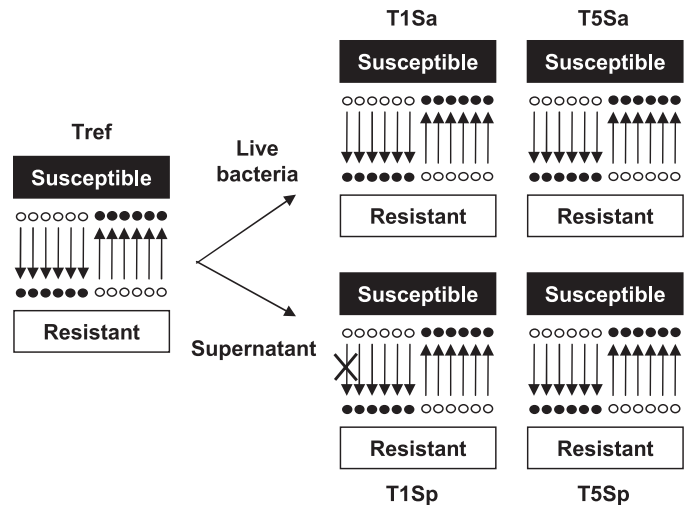 T1Sa
T5Sa
Susceptible
Susceptible
Tref
Live
bacteria
Susceptible
Resistant
Resistant
Susceptible
Susceptible
Resistant
Supernatant
Resistant
Resistant
T1Sp
T5Sp